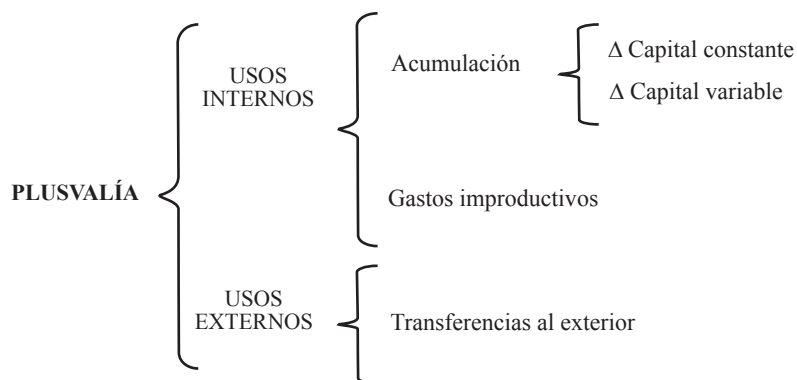 PLUSVALÍA
USOS
INTERNOS
Acumulación
Δ Capital constante
Δ Capital variable
Gastos improductivos
USOS
EXTERNOS
Transferencias al exterior